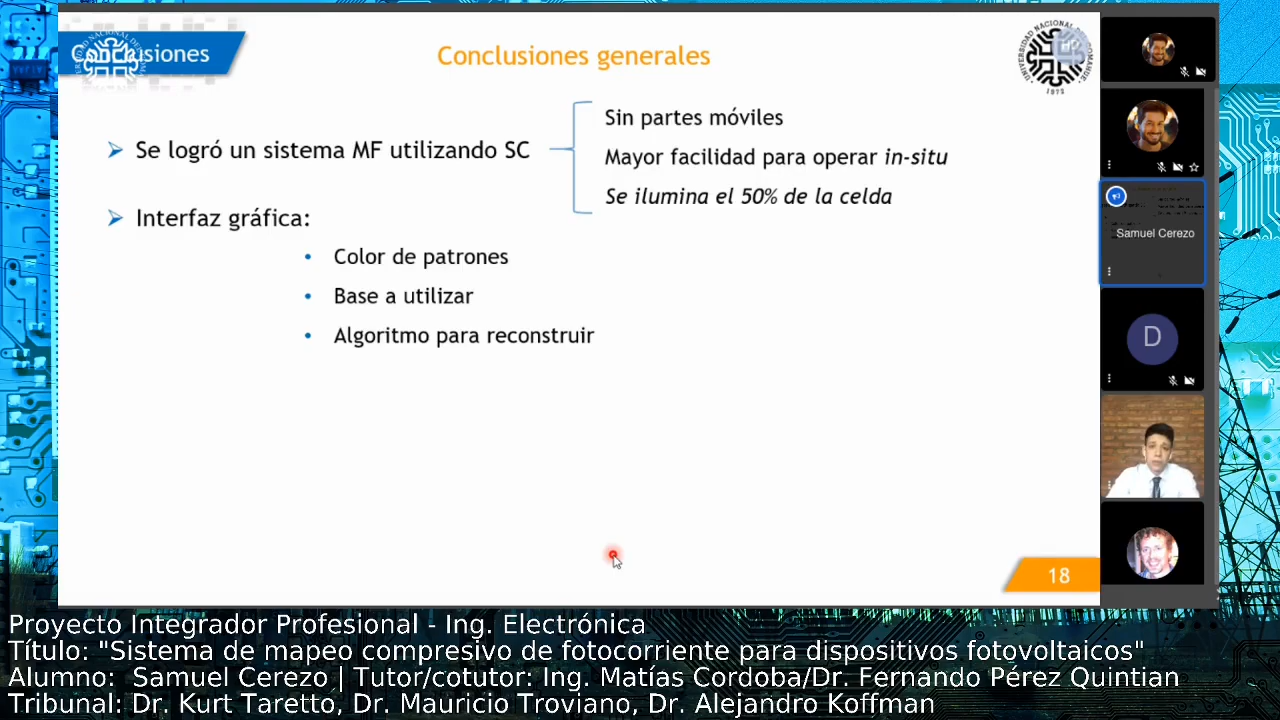 Conclusiones
Conclusiones generales
Se logró un sistema MF utilizando SC
Sin partes móviles
Mayor facilidad para operar in-situ
Se ilumina el 50% de la celda
Interfaz gráfica:
Color de patrones
Base a utilizar
Algoritmo para reconstruir
18
Samuel Cerezo
D
Proyecto Integrador Profesional - Ing. Electrónica
Título: "Sistema de mapeo compresivo de fotocorriente para dispositivos fotovoltaicos"
Alumno: Samuel Cerezo | Tutor/cotutor: Ing. Matías Cordoba/Dr. Fernando Pérez Quintian
Tribunal: Dr. Kurt Taretto, Dr. Mauricio Troviano, Dr. Alejandro Koffman